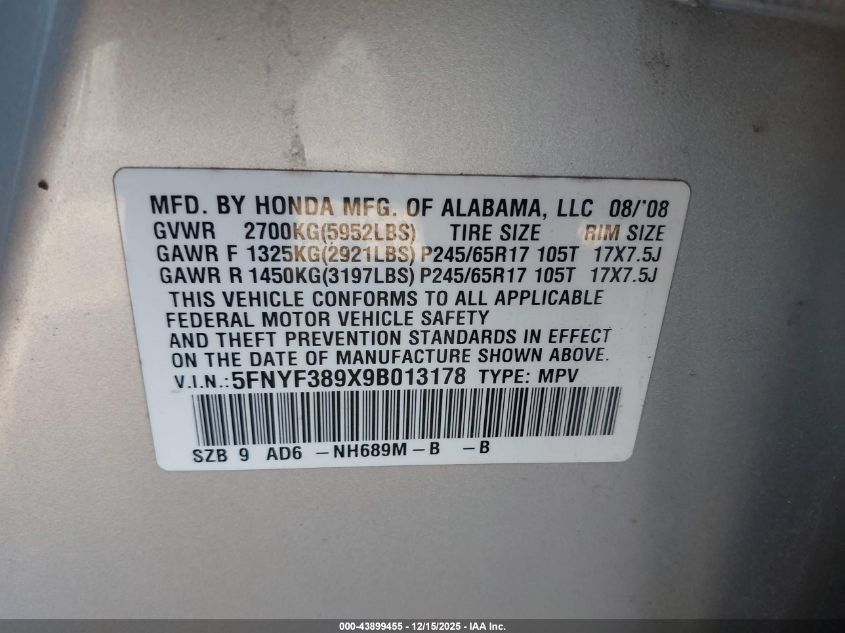 MFD. BY HONDA MFG. OF ALABAMA, LLC 08/'08
GVWR 2700KG(5952LBS) TIRE SIZE RIM SIZE
GAWR F 1325KG(2921LBS) P245/65R17 105T 17X7.5J
GAWR R 1450KG(3197LBS) P245/65R17 105T 17X7.5J
THIS VEHICLE CONFORMS TO ALL APPLICABLE
FEDERAL MOTOR VEHICLE SAFETY
AND THEFT PREVENTION STANDARDS IN EFFECT
ON THE DATE OF MANUFACTURE SHOWN ABOVE.
V.I.N.:5FNYF389X9B013178 TYPE: MPV
SZB 9 AD6 -NH689M-B -B
000-43899455 - 12/15/2025 - IAA Inc.